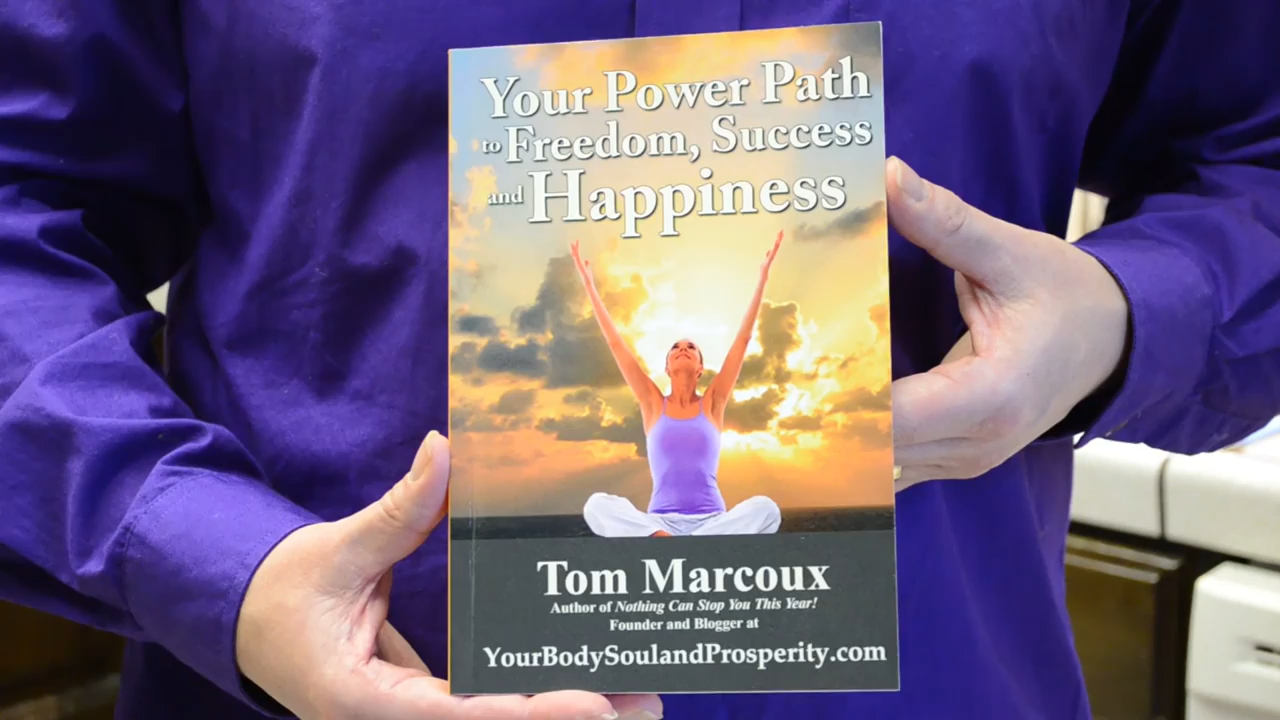 Your Power Path
to Freedom, Success
and Happiness
Tom Marcoux
Author of Nothing Can Stop You This Year!
Founder and Blogger at
YourBodySoulandProsperity.com